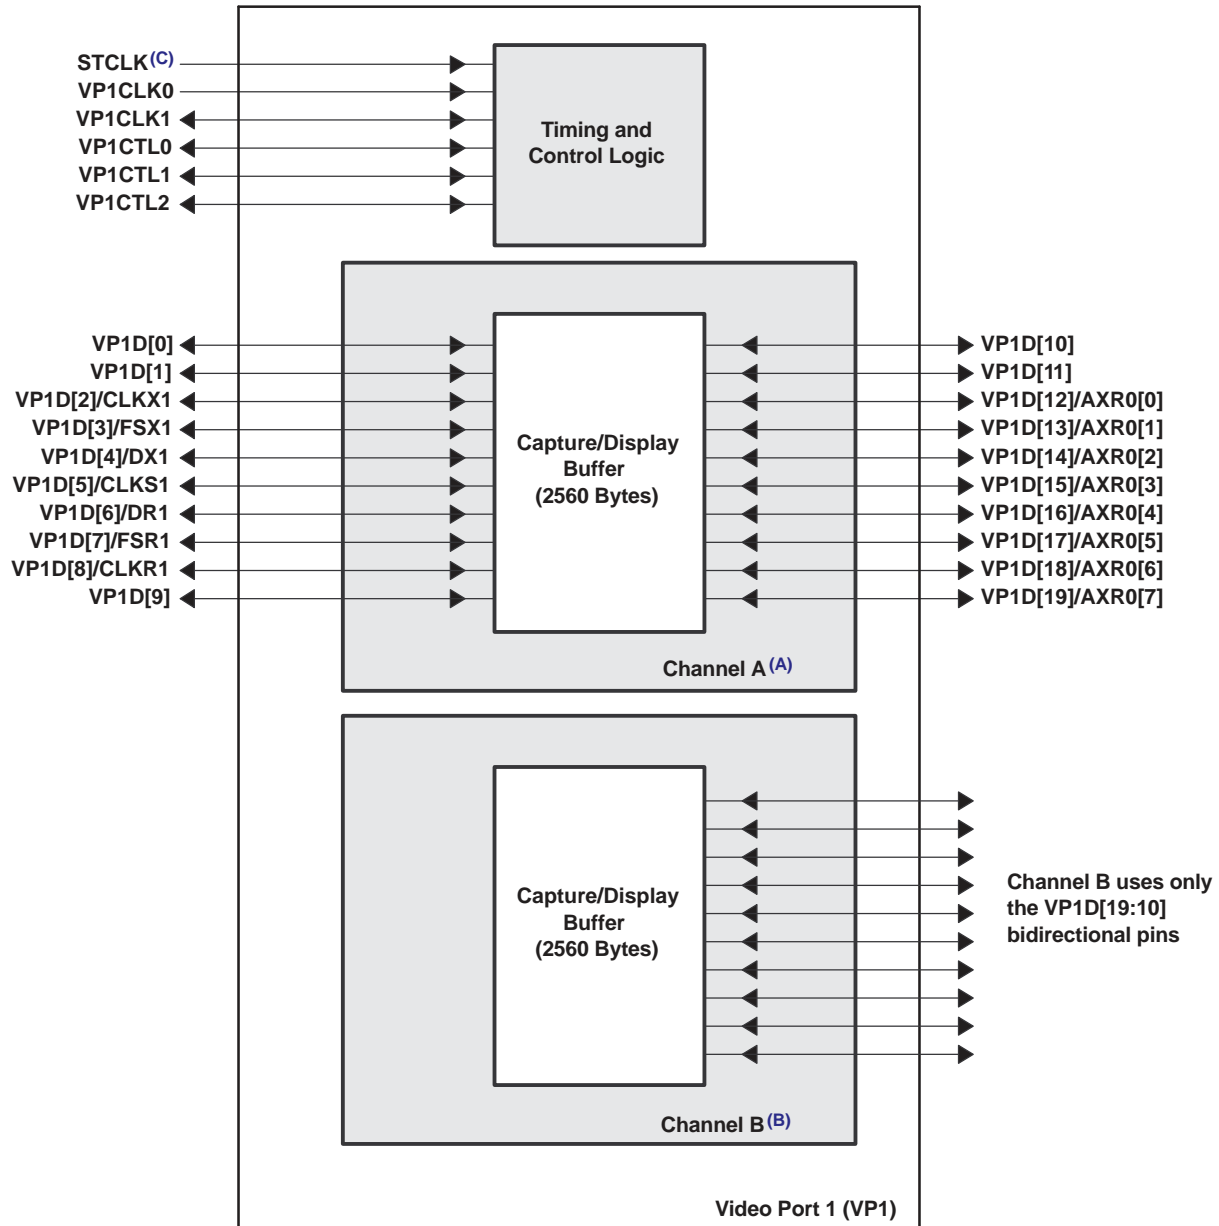 STCLK(C)
VP1CLK0
VP1CLK1
VP1CTL0
VP1CTL1
VP1CTL2
Timing and
Control Logic
VP1D[0]
VP1D[1]
VP1D[2]/CLKX1
VP1D[3]/FSX1
VP1D[4]/DX1
VP1D[5]/CLKS1
VP1D[6]/DR1
VP1D[7]/FSR1
VP1D[8]/CLKR1
VP1D[9]
Capture/Display
Buffer
(2560 Bytes)
VP1D[10]
VP1D[11]
VP1D[12]/AXR0[0]
VP1D[13]/AXR0[1]
VP1D[14]/AXR0[2]
VP1D[15]/AXR0[3]
VP1D[16]/AXR0[4]
VP1D[17]/AXR0[5]
VP1D[18]/AXR0[6]
VP1D[19]/AXR0[7]
Channel A(A)
Capture/Display
Buffer
(2560 Bytes)
Channel B uses only
the VP1D[19:10]
bidirectional pins
Channel B(B)
Video Port 1 (VP1)